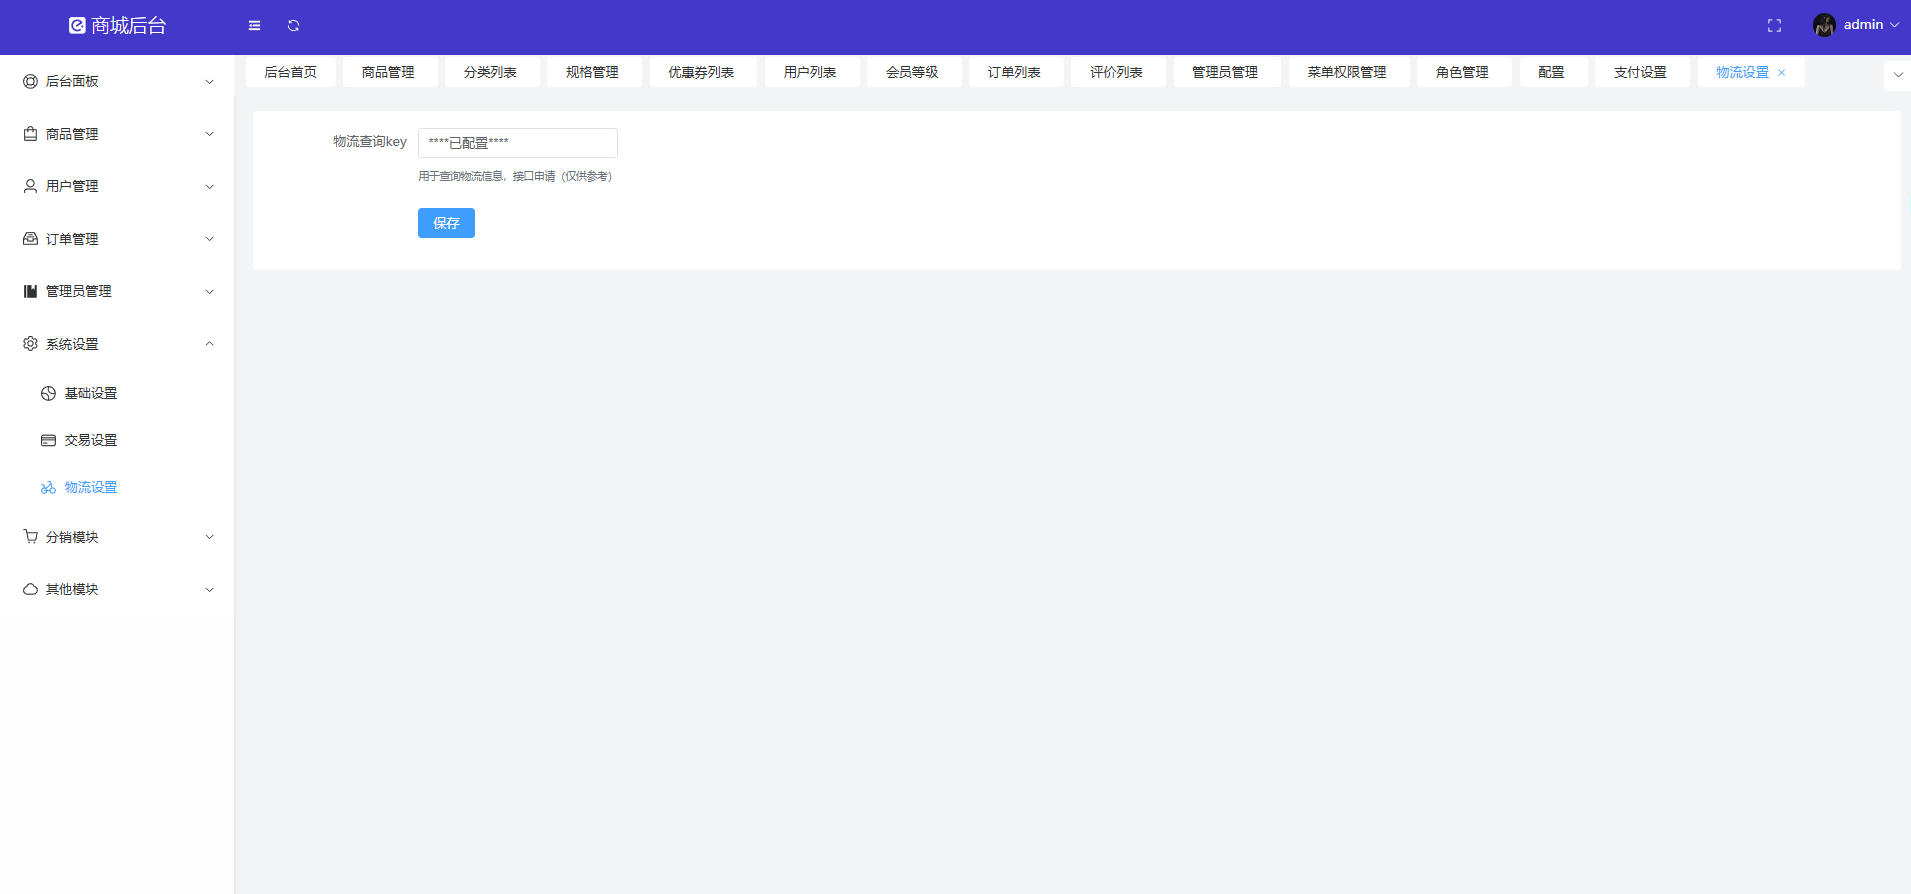 商城后台
admin
后台首页
商品管理
分类列表
规格管理
优惠券列表
用户列表
会员等级
订单列表
评价列表
管理员管理
菜单权限管理
角色管理
配置
支付设置
物流设置
后台面板
商品管理
用户管理
订单管理
管理员管理
系统设置
基础设置
交易设置
物流设置
分销模块
其他模块
物流查询key
****已配置****
用于查询物流信息，接口申请（仅供参考）
保存